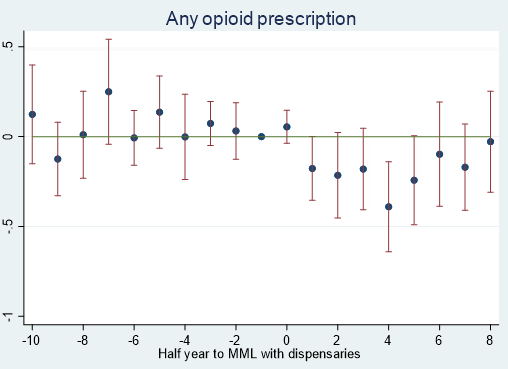 Any opioid prescription
.5
0
-.5
-1
-10 -8 -6 -4 -2 0 2 4 6 8
Half year to MML with dispensaries